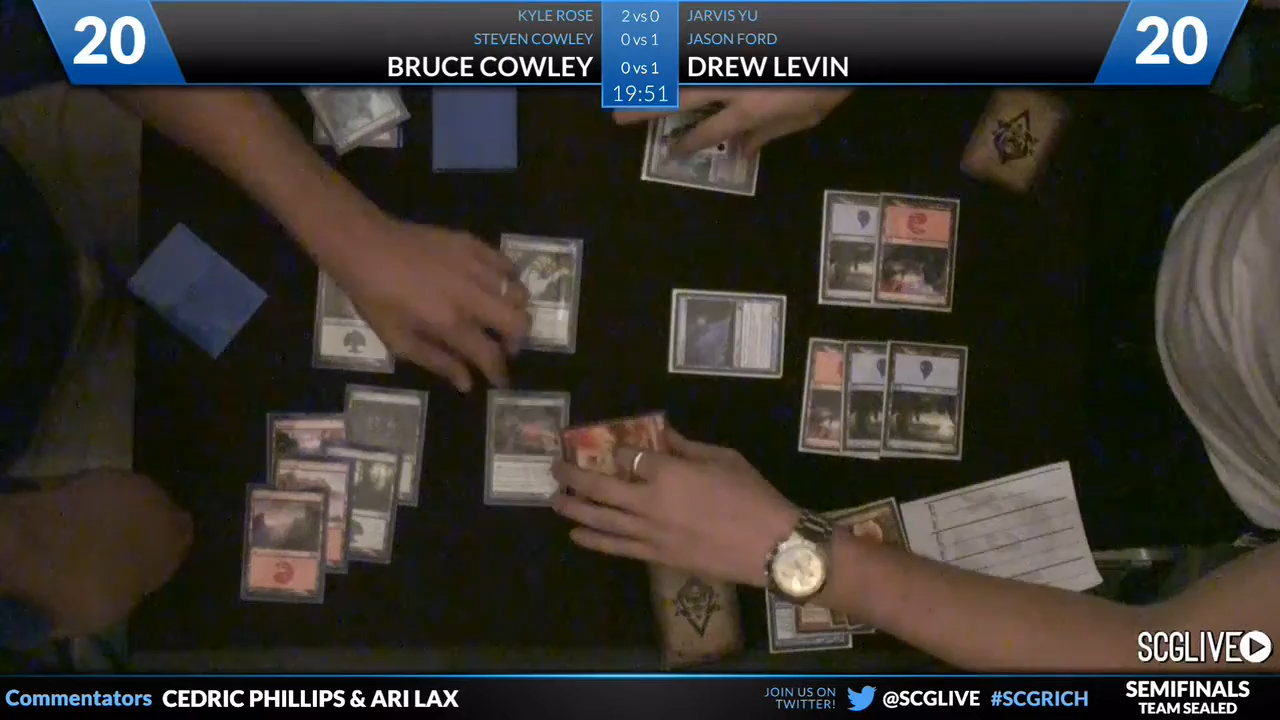 20
KYLE ROSE 2 vs 0 JARVIS YU
STEVEN COWLEY 0 vs 1 JASON FORD
BRUCE COWLEY 0 vs 1 DREW LEVIN
19:51
20
SCGLIVE
Commentators CEDRIC PHILLIPS & ARI LAX
JOIN US ON
TWITTER!
@SCGLIVE #SCGRICH
SEMIFINALS
TEAM SEALED